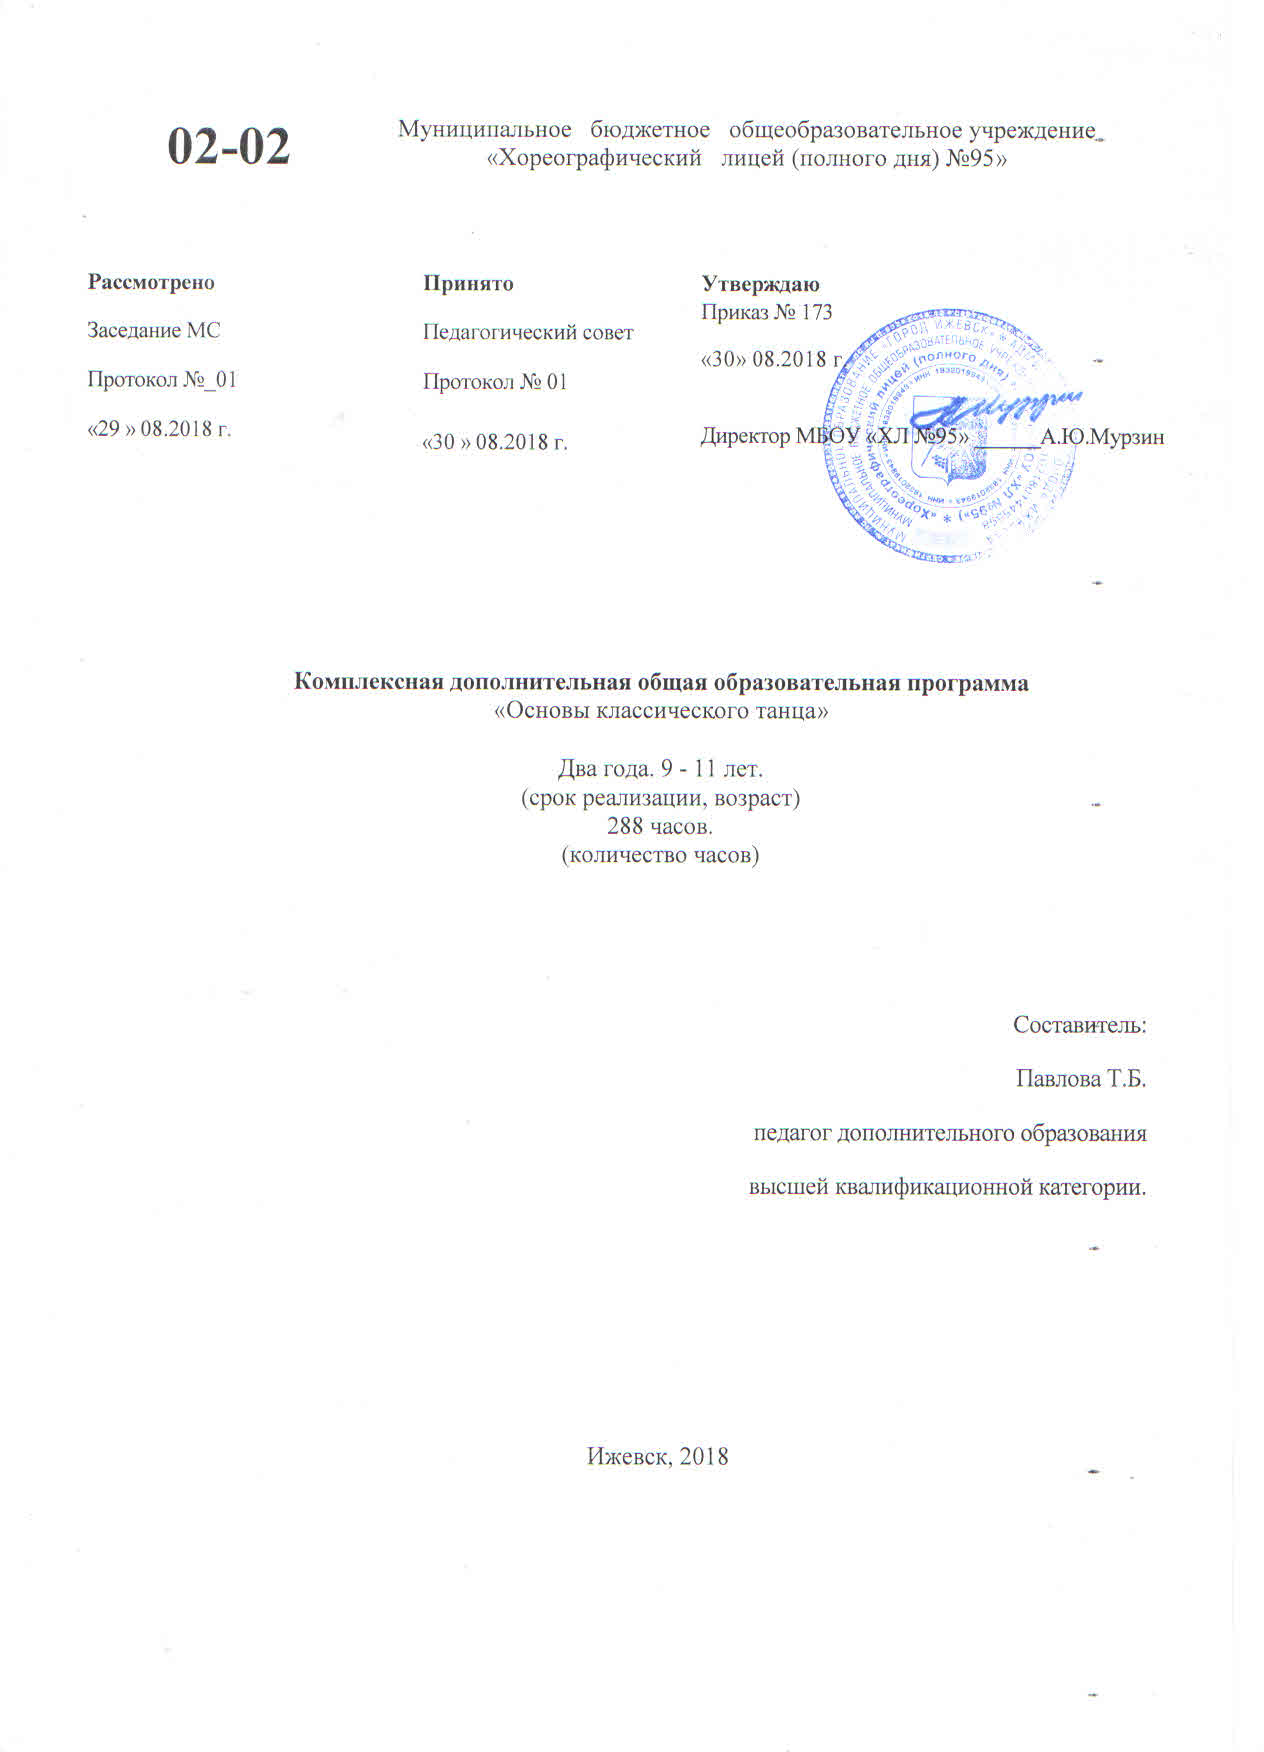 02-02
Муниципальное бюджетное общеобразовательное учреждение
«Хореографический лицей (полного дня) №95»
Рассмотрено
Заседание МС
Протокол №_01
«29 » 08.2018 г.
Принято
Педагогический совет
Протокол № 01
«30 » 08.2018 г.
Утверждаю
Приказ № 173
«30» 08.2018 г.
Директор МБОУ «ХЛ №95» ______А.Ю.Мурзин
Комплексная дополнительная общая образовательная программа
«Основы классического танца»
Два года. 9 - 11 лет.
(срок реализации, возраст)
288 часов.
(количество часов)
Составитель:
Павлова Т.Б.
педагог дополнительного образования
высшей квалификационной категории.
Ижевск, 2018